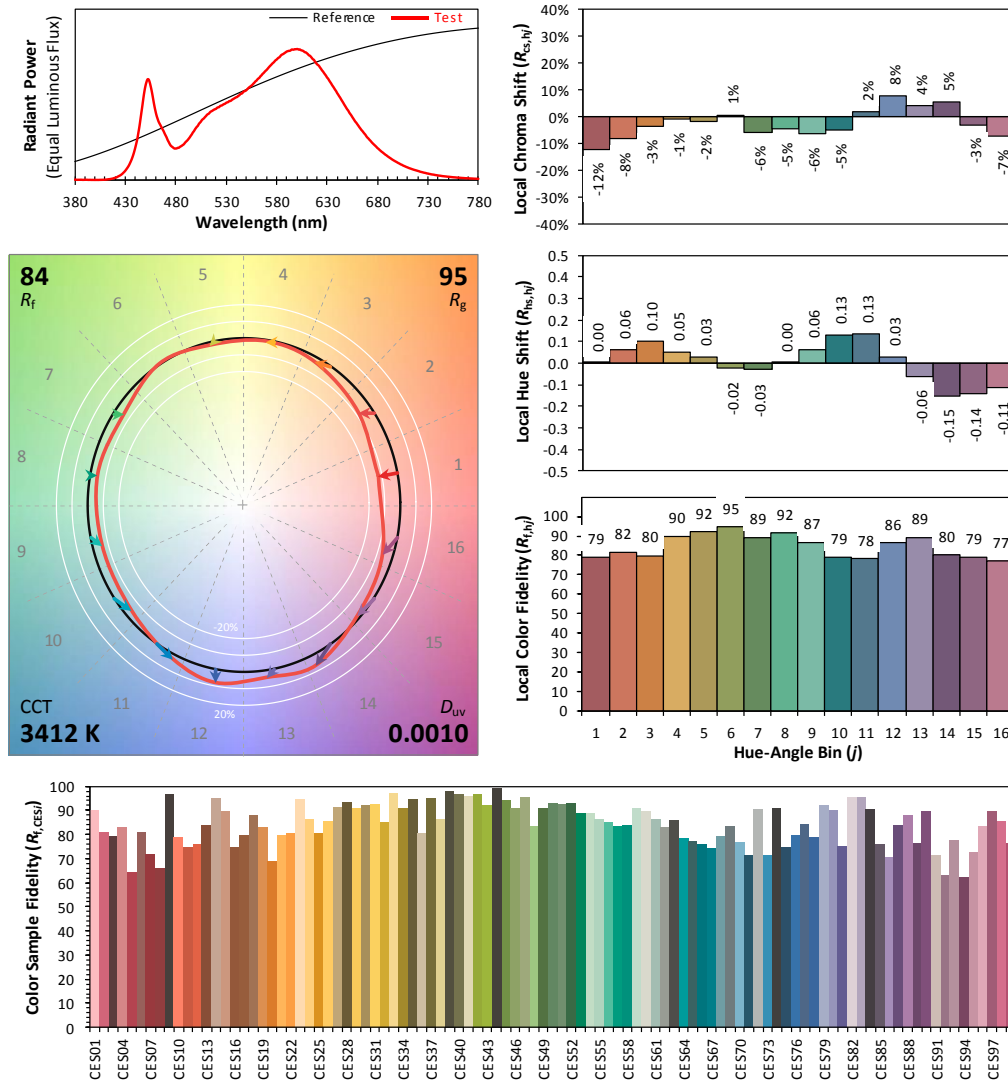 Reference Test
Radiant Power
(Equal Luminous Flux)
380 430 480 530 580 630 680 730 780
Wavelength (nm)
Local Chroma Shift (Rcs,hj)
40%
30%
20%
10%
0%
-10%
-20%
-30%
-40%
-12% -8% -3% -1% -2% 1% -6% -5% -6% -5% 2% 8% 4% 5% -3% -7%
84
Rf
95
Rg
5 4
6 3
7 2
8 1
9 16
10 15
11 14
12 13
-20%
20%
CCT
3412 K
Duv
0.0010
Local Hue Shift (Rhs,hj)
0.5
0.4
0.3
0.2
0.1
0.0
-0.1
-0.2
-0.3
-0.4
-0.5
0.00 0.06 0.10 0.05 0.03 -0.02 -0.03 0.00 0.06 0.13 0.13 0.03 -0.06 -0.15 -0.14 -0.11
Local Color Fidelity (Rf,hj)
100
90
80
70
60
50
40
30
20
10
0
79 82 80 90 92 95 89 92 87 79 78 86 89 80 79 77
1 2 3 4 5 6 7 8 9 10 11 12 13 14 15 16
Hue-Angle Bin (j)
Color Sample Fidelity (Rf,CESi)
100
90
80
70
60
50
40
30
20
10
0
CES01 CES04 CES07 CES10 CES13 CES16 CES19 CES22 CES25 CES28 CES31 CES34 CES37 CES40 CES43 CES46 CES49 CES52 CES55 CES58 CES61 CES64 CES67 CES70 CES73 CES76 CES79 CES82 CES85 CES88 CES91 CES94 CES97